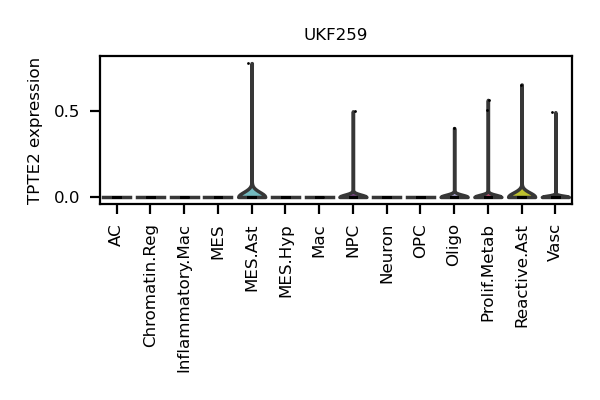 UKF259
TPTE2 expression
0.5
0.0
AC
Chromatin.Reg
Inflammatory.Mac
MES
MES.Ast
MES.Hyp
Mac
NPC
Neuron
OPC
Oligo
Prolif.Metab
Reactive.Ast
Vasc